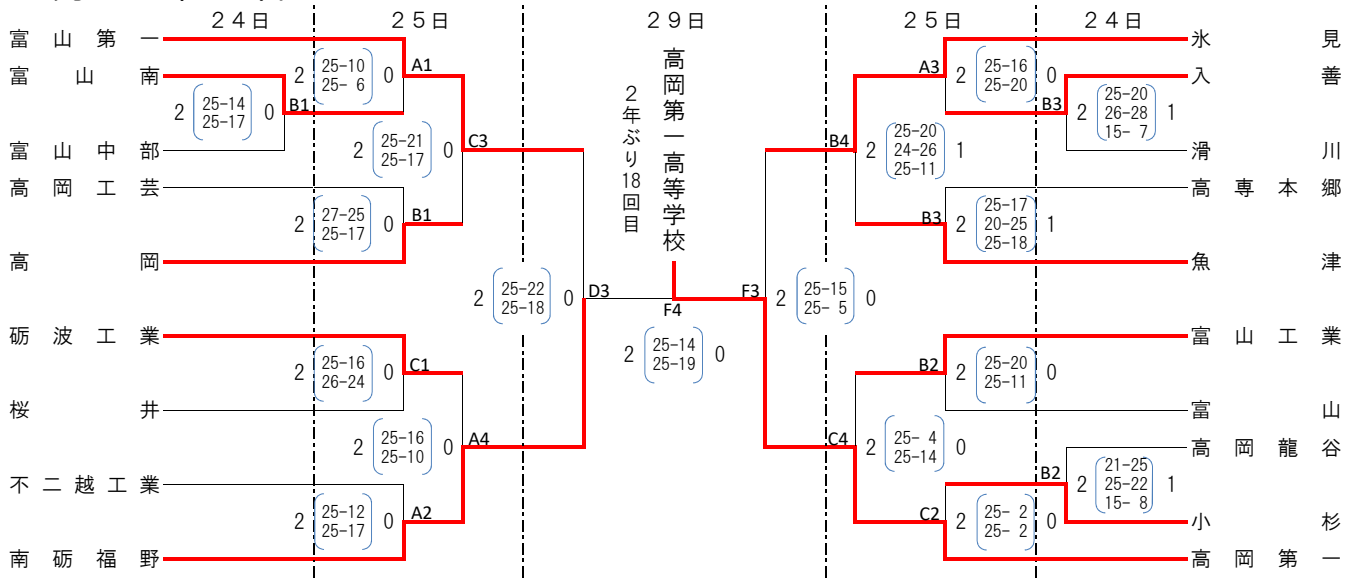 24日
25日
29日
25日
24日
富山第一
富山南
富山中部
高岡工芸
高岡
砺波工業
桜井
不二越工業
南砺福野
2
25-14
25-17
0
B1
2
25-10
25- 6
0
A1
2
27-25
25-17
0
B1
2
25-16
26-24
0
C1
2
25-12
25-17
0
A2
2
25-21
25-17
0
C3
2
25-16
25-10
0
A4
2
25-22
25-18
0
D3
高岡第一高等学校
2年ぶり18回目
F4
2
25-14
25-19
0
F3
2
25-15
25- 5
0
B4
2
25-20
24-26
25-11
1
C4
2
25- 4
25-14
0
A3
2
25-16
25-20
0
B3
2
25-17
20-25
25-18
1
B2
2
25-20
25-11
0
C2
2
25- 2
25- 2
0
B3
2
25-20
26-28
15- 7
1
B2
2
21-25
25-22
15- 8
1
氷見
入善
滑川
高専本郷
魚津
富山工業
富山
高岡龍谷
小杉
高岡第一